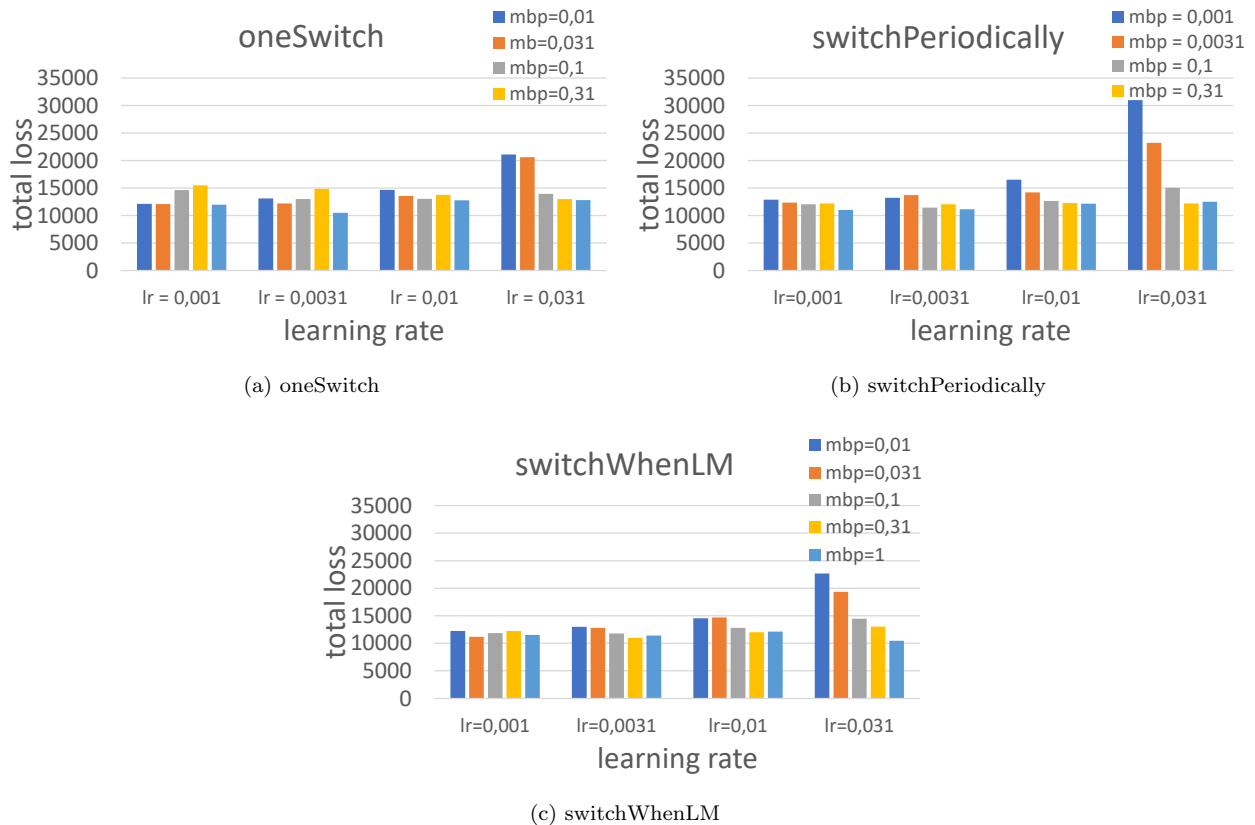 oneSwitch
mbp=0,01
mb=0,031
mbp=0,1
mbp=0,31
35000
30000
25000
20000
15000
10000
5000
0
total loss
lr = 0,001
lr = 0,0031
lr = 0,01
lr = 0,031
learning rate
(a) oneSwitch
switchPeriodically
mbp = 0,001
mbp = 0,0031
mbp = 0,1
mbp = 0,31
35000
30000
25000
20000
15000
10000
5000
0
total loss
lr=0,001
lr=0,0031
lr=0,01
lr=0,031
learning rate
(b) switchPeriodically
switchWhenLM
mbp=0,01
mbp=0,031
mbp=0,1
mbp=0,31
mbp=1
35000
30000
25000
20000
15000
10000
5000
0
total loss
lr=0,001
lr=0,0031
lr=0,01
lr=0,031
learning rate
(c) switchWhenLM